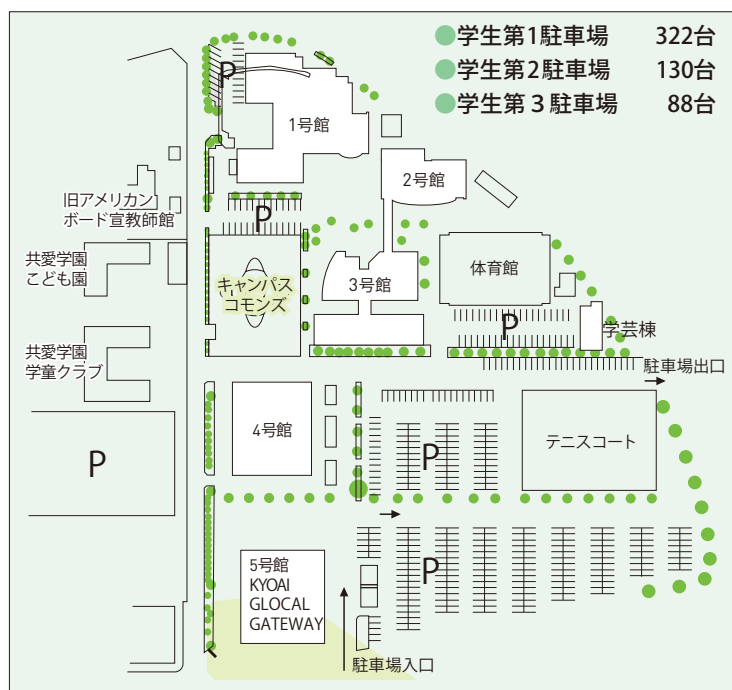 ●学生第1駐車場 322台
●学生第2駐車場 130台
●学生第3駐車場 88台
P
1号館
2号館
旧アメリカン
ボード宣教師館
P
共愛学園
こども園
キャンパス
コモンズ
3号館
体育館
P
学芸棟
共愛学園
学童クラブ
駐車場出口
4号館
テニスコート
P
P
5号館
KYOAI
GLOCAL
GATEWAY
P
駐車場入口